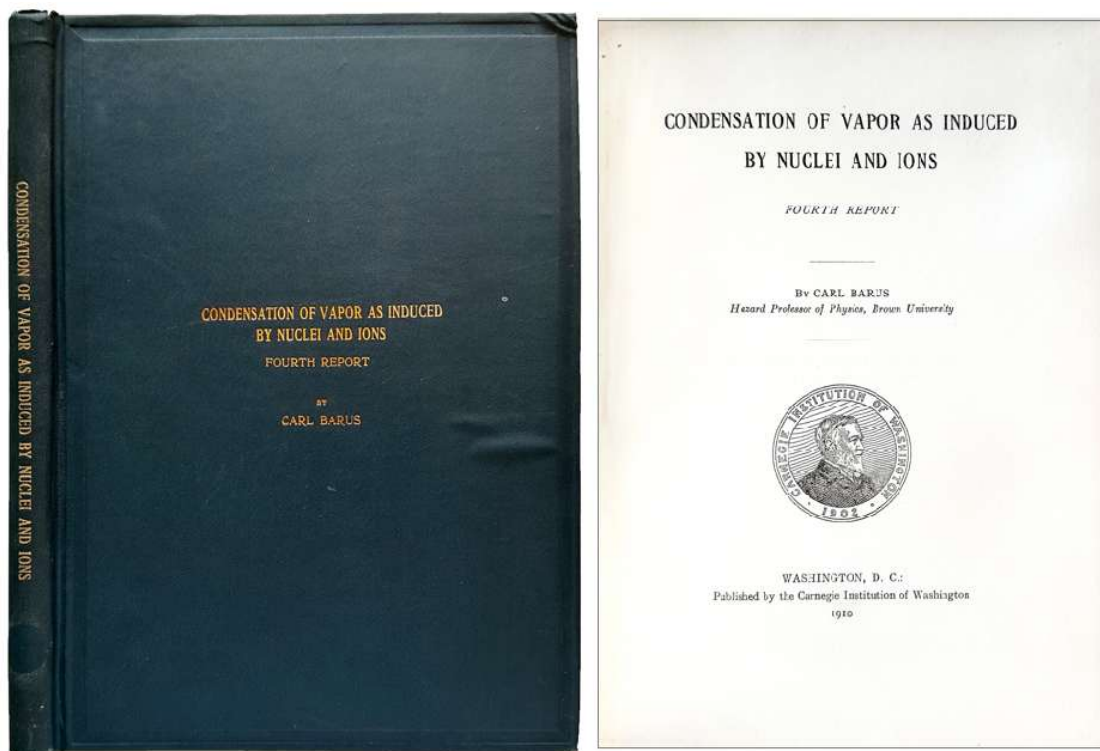 CONDENSATION OF VAPOR AS INDUCED BY NUCLEI AND IONS
CONDENSATION OF VAPOR AS INDUCED
BY NUCLEI AND IONS
FOURTH REPORT
BY
CARL BARUS
CONDENSATION OF VAPOR AS INDUCED
BY NUCLEI AND IONS
FOURTH REPORT
By CARL BARUS
Hazard Professor of Physics, Brown University
CARNEGIE INSTITUTION OF WASHINGTON
1902
WASHINGTON, D. C.:
Published by the Carnegie Institution of Washington
1910